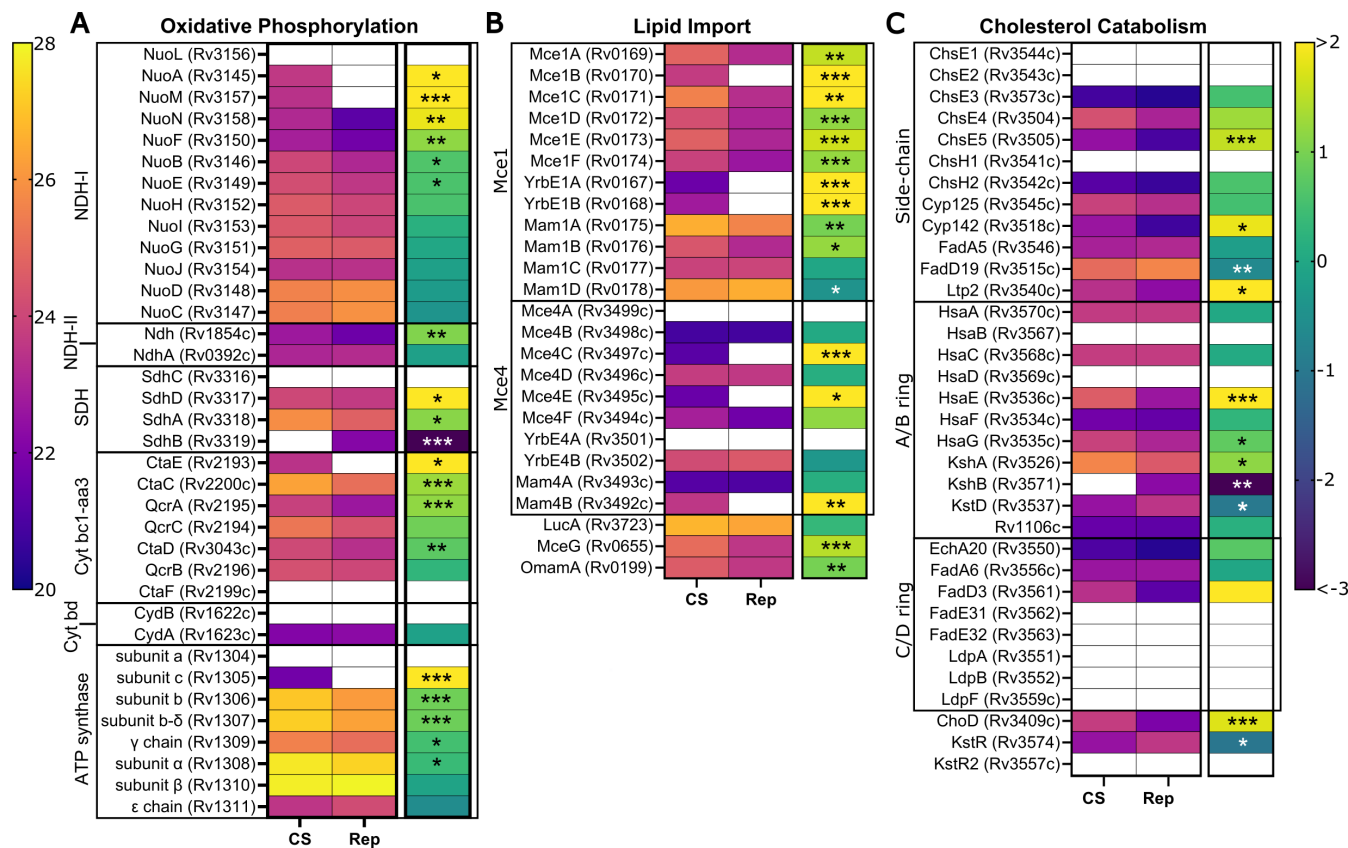 A
Oxidative Phosphorylation
28
26
24
22
20
NDH-I
NuoL (Rv3156)
NuoA (Rv3145) *
NuoM (Rv3157) ***
NuoN (Rv3158) **
NuoF (Rv3150) **
NuoB (Rv3146) *
NuoE (Rv3149) *
NuoH (Rv3152)
NuoI (Rv3153)
NuoG (Rv3151)
NuoJ (Rv3154)
NuoD (Rv3148)
NuoC (Rv3147)
NDH-II
Ndh (Rv1854c) **
NdhA (Rv0392c)
SDH
SdhC (Rv3316)
SdhD (Rv3317) *
SdhA (Rv3318) *
SdhB (Rv3319) ***
Cyt bc1-aa3
CtaE (Rv2193) *
CtaC (Rv2200c) ***
QcrA (Rv2195) ***
QcrC (Rv2194)
CtaD (Rv3043c) **
QcrB (Rv2196)
CtaF (Rv2199c)
Cyt bd
CydB (Rv1622c)
CydA (Rv1623c)
ATP synthase
subunit a (Rv1304)
subunit c (Rv1305) ***
subunit b (Rv1306) ***
subunit b-δ (Rv1307) ***
γ chain (Rv1309) *
subunit α (Rv1308) *
subunit β (Rv1310)
ε chain (Rv1311)
CS Rep
B
Lipid Import
Mce1
Mce1A (Rv0169) **
Mce1B (Rv0170) ***
Mce1C (Rv0171) **
Mce1D (Rv0172) ***
Mce1E (Rv0173) ***
Mce1F (Rv0174) ***
YrbE1A (Rv0167) ***
YrbE1B (Rv0168) ***
Mam1A (Rv0175) **
Mam1B (Rv0176) *
Mam1C (Rv0177)
Mam1D (Rv0178) *
Mce4
Mce4A (Rv3499c)
Mce4B (Rv3498c)
Mce4C (Rv3497c) ***
Mce4D (Rv3496c)
Mce4E (Rv3495c) *
Mce4F (Rv3494c)
YrbE4A (Rv3501)
YrbE4B (Rv3502)
Mam4A (Rv3493c)
Mam4B (Rv3492c) **
LucA (Rv3723)
MceG (Rv0655) ***
OmamA (Rv0199) **
CS Rep
C
Cholesterol Catabolism
Side-chain
ChsE1 (Rv3544c)
ChsE2 (Rv3543c)
ChsE3 (Rv3573c)
ChsE4 (Rv3504)
ChsE5 (Rv3505) ***
ChsH1 (Rv3541c)
ChsH2 (Rv3542c)
Cyp125 (Rv3545c)
Cyp142 (Rv3518c) *
FadA5 (Rv3546)
FadD19 (Rv3515c) **
Ltp2 (Rv3540c) *
A/B ring
HsaA (Rv3570c)
HsaB (Rv3567)
HsaC (Rv3568c)
HsaD (Rv3569c)
HsaE (Rv3536c) ***
HsaF (Rv3534c)
HsaG (Rv3535c) *
KshA (Rv3526) *
KshB (Rv3571) **
KstD (Rv3537) *
Rv1106c
C/D ring
EchA20 (Rv3550)
FadA6 (Rv3556c)
FadD3 (Rv3561)
FadE31 (Rv3562)
FadE32 (Rv3563)
LdpA (Rv3551)
LdpB (Rv3552)
LdpF (Rv3559c)
ChoD (Rv3409c) ***
KstR (Rv3574) *
KstR2 (Rv3557c)
CS Rep
>2
1
0
-1
-2
<-3